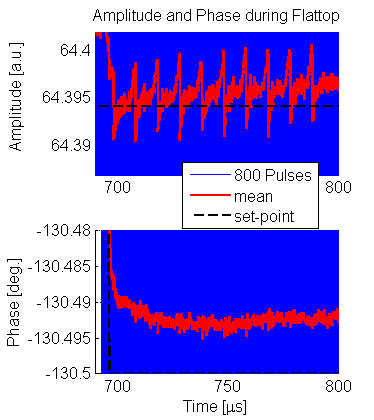 Amplitude and Phase during Flattop
Amplitude [a.u.]
64.4
64.395
64.39
700
800
800 Pulses
mean
set-point
Phase [deg.]
-130.48
-130.485
-130.49
-130.495
-130.5
700
750
800
Time [µs]